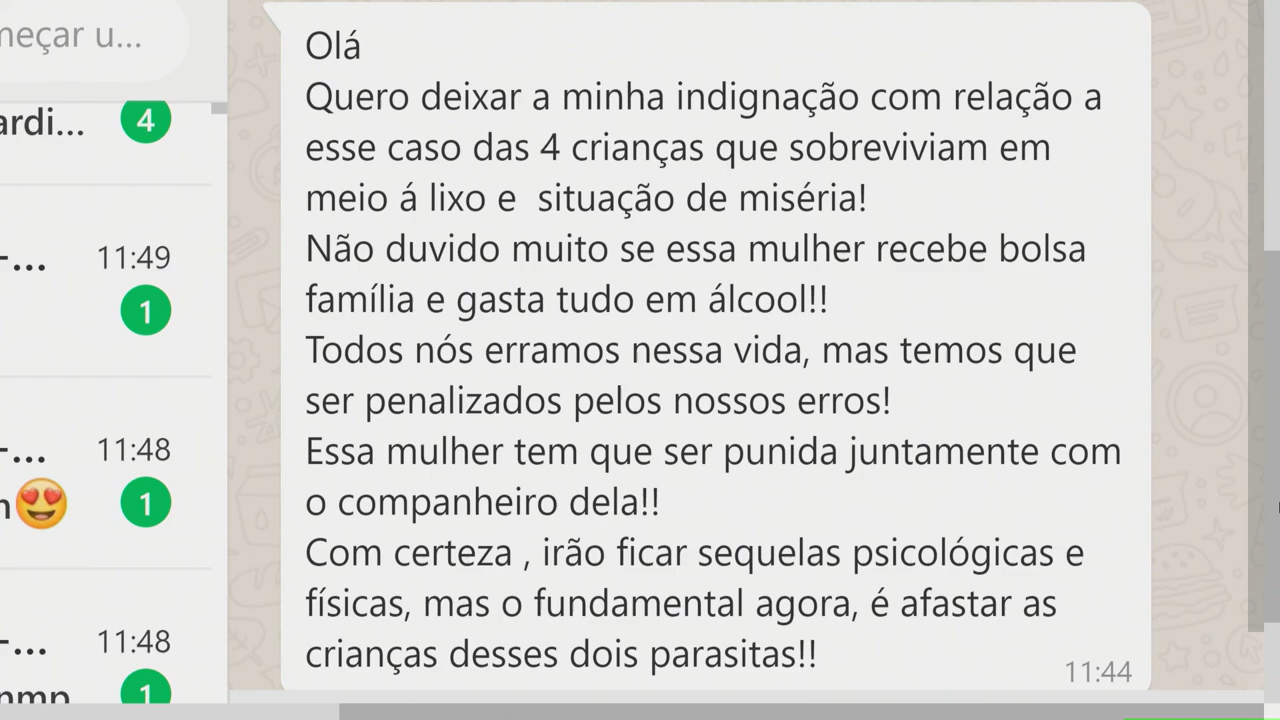 meçar u...
ardi... 4
11:49
1
11:48
1
11:48
1
Olá
Quero deixar a minha indignação com relação a
esse caso das 4 crianças que sobreviviam em
meio á lixo e  situação de miséria!
Não duvido muito se essa mulher recebe bolsa
família e gasta tudo em álcool!!
Todos nós erramos nessa vida, mas temos que
ser penalizados pelos nossos erros!
Essa mulher tem que ser punida juntamente com
o companheiro dela!!
Com certeza , irão ficar sequelas psicológicas e
físicas, mas o fundamental agora, é afastar as
crianças desses dois parasitas!!
11:44